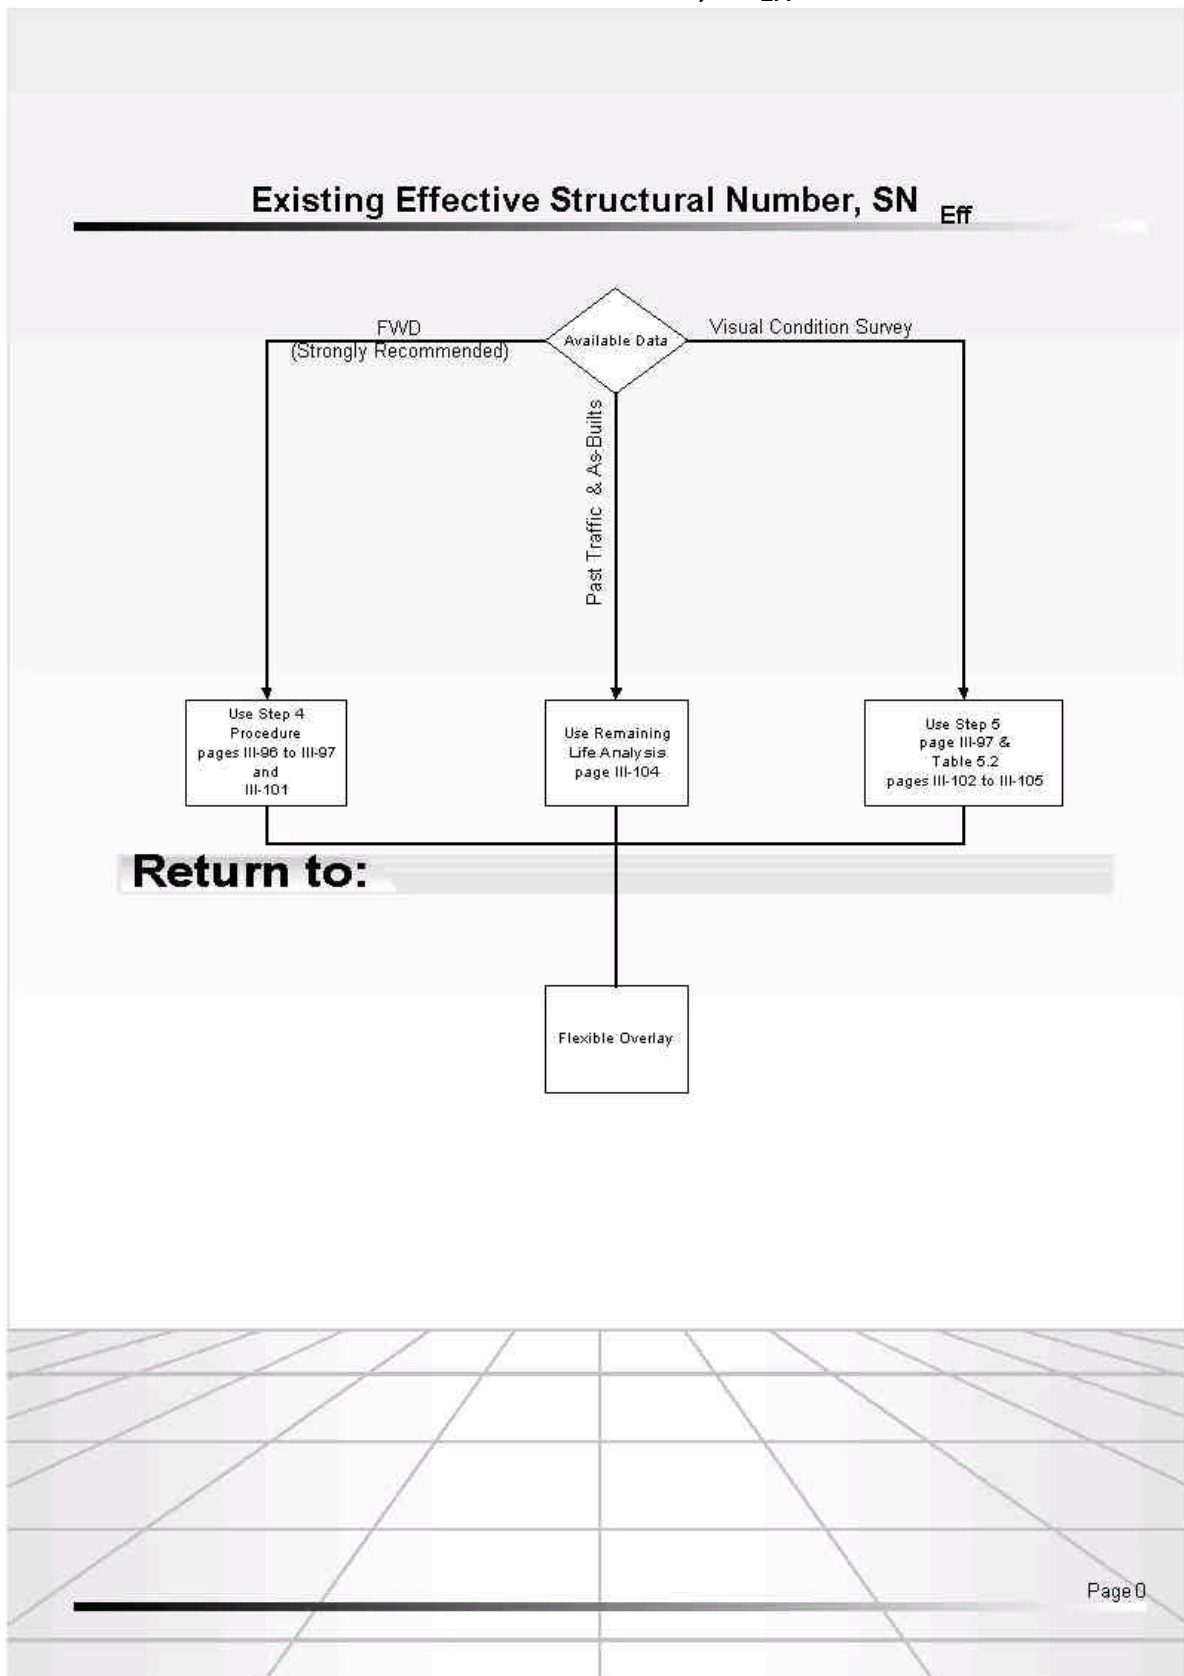 Existing Effective Structural Number, SN Eff
FWD
(Strongly Recommended)
Available Data
Visual Condition Survey
Past Traffic & As-Builts
Use Step 4
Procedure
pages III-96 to III-97
and
III-101
Use Remaining
Life Analysis
page III-104
Use Step 5
page III-97 &
Table 5.2
pages III-102 to III-105
Return to:
Flexible Overlay
Page 0